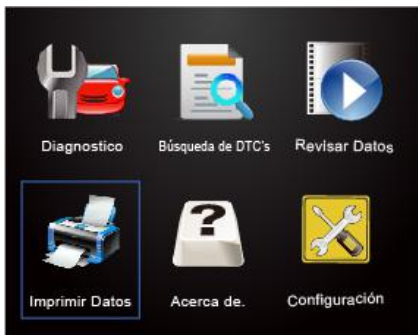 Diagnostico
Búsqueda de DTC's
Revisar Datos
?
Imprimir Datos
Acerca de.
Configuración